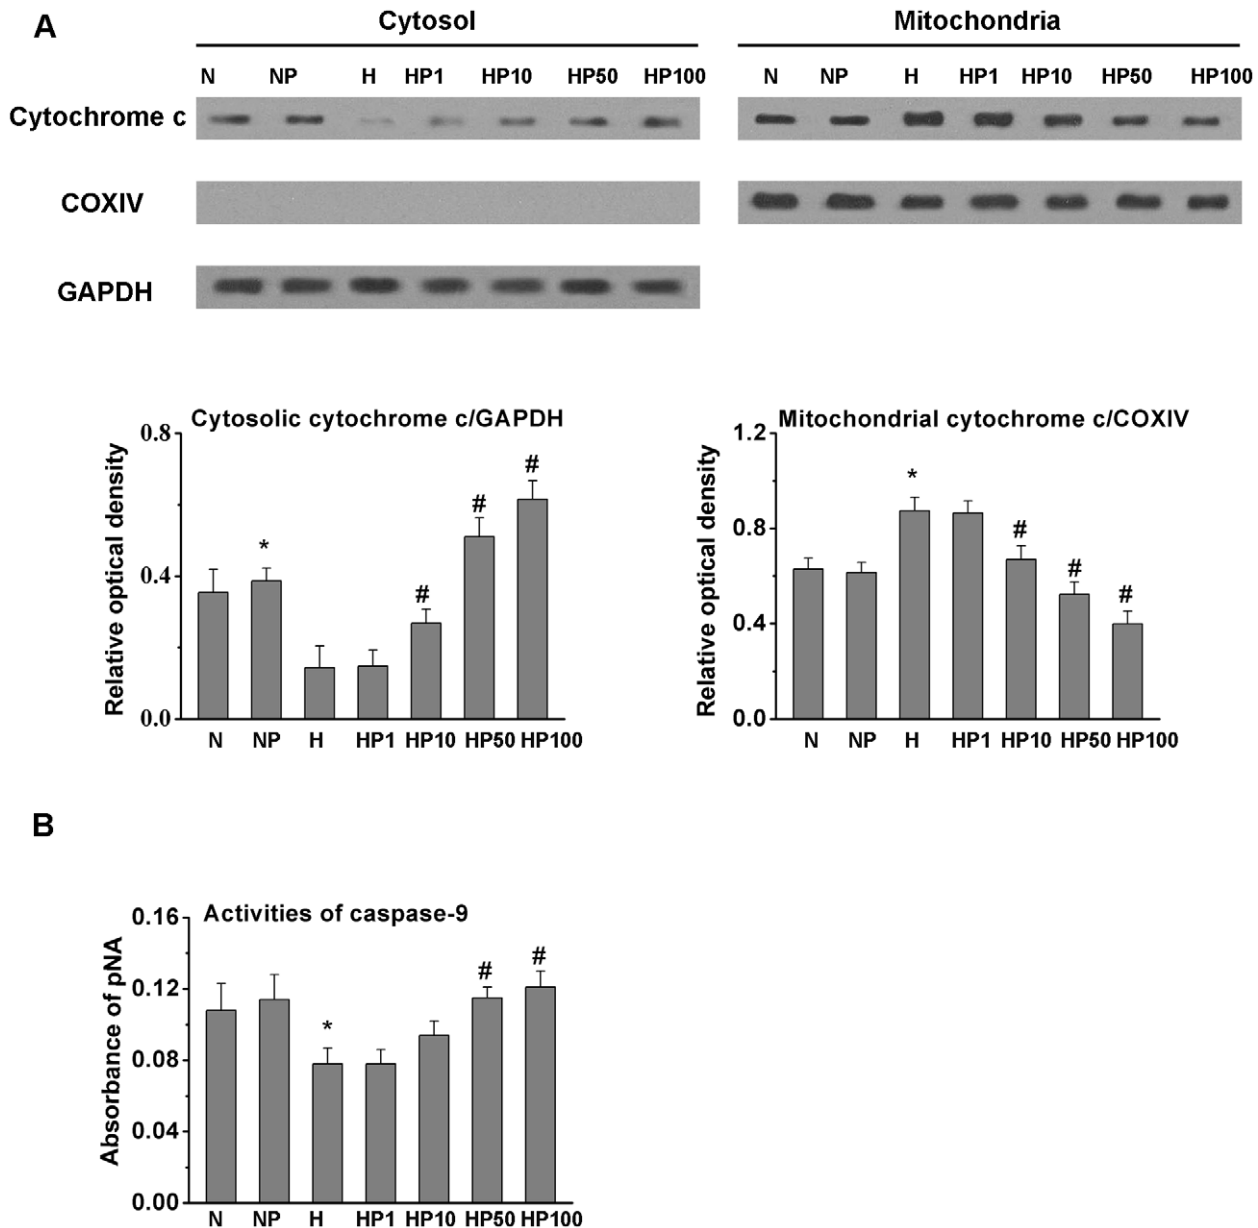 A
Cytosol
Mitochondria
N NP H HP1 HP10 HP50 HP100
N NP H HP1 HP10 HP50 HP100
Cytochrome c
COXIV
GAPDH
Cytosolic cytochrome c/GAPDH
Relative optical density
0.8
0.4
0.0
*
#
#
#
N NP H HP1 HP10 HP50 HP100
Mitochondrial cytochrome c/COXIV
Relative optical density
1.2
0.8
0.4
0.0
*
#
#
#
N NP H HP1 HP10 HP50 HP100
B
Activities of caspase-9
Absorbance of pNA
0.16
0.12
0.08
0.04
0.00
*
#
#
N NP H HP1 HP10 HP50 HP100